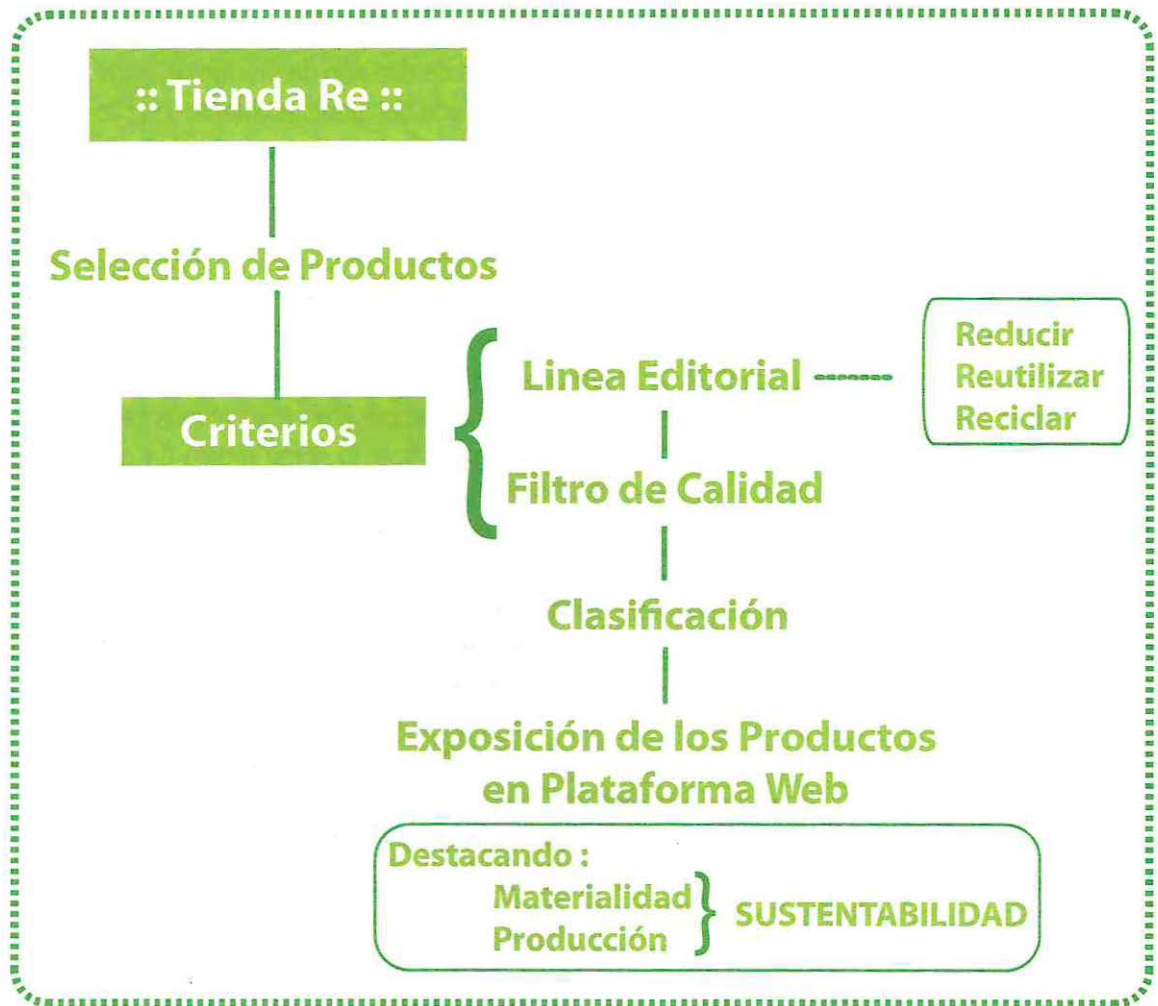 :: Tienda Re ::
Selección de Productos
Criterios
Linea Editorial
Reducir
Reutilizar
Reciclar
Filtro de Calidad
Clasificación
Exposición de los Productos
en Plataforma Web
Destacando :
Materialidad
Producción
SUSTENTABILIDAD